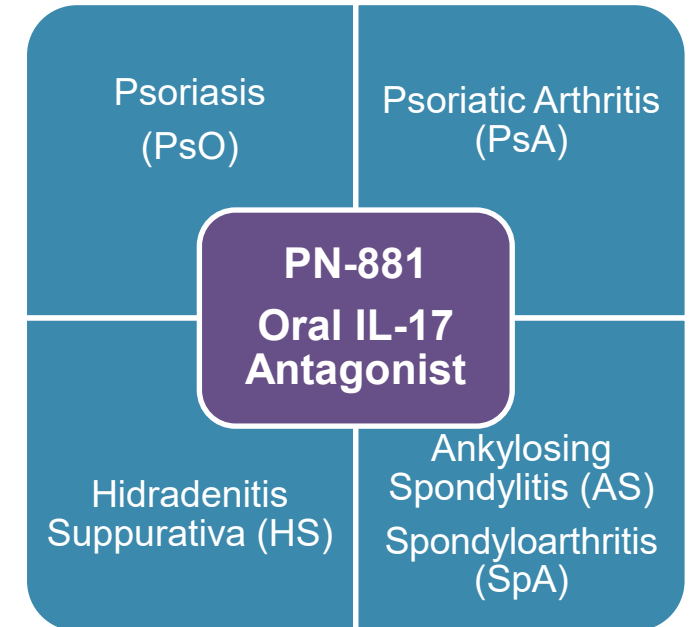 Psoriasis
(PsO)
Psoriatic Arthritis
(PsA)
PN-881
Oral IL-17
Antagonist
Hidradenitis
Suppurativa (HS)
Ankylosing
Spondylitis (AS)
Spondyloarthritis
(SpA)